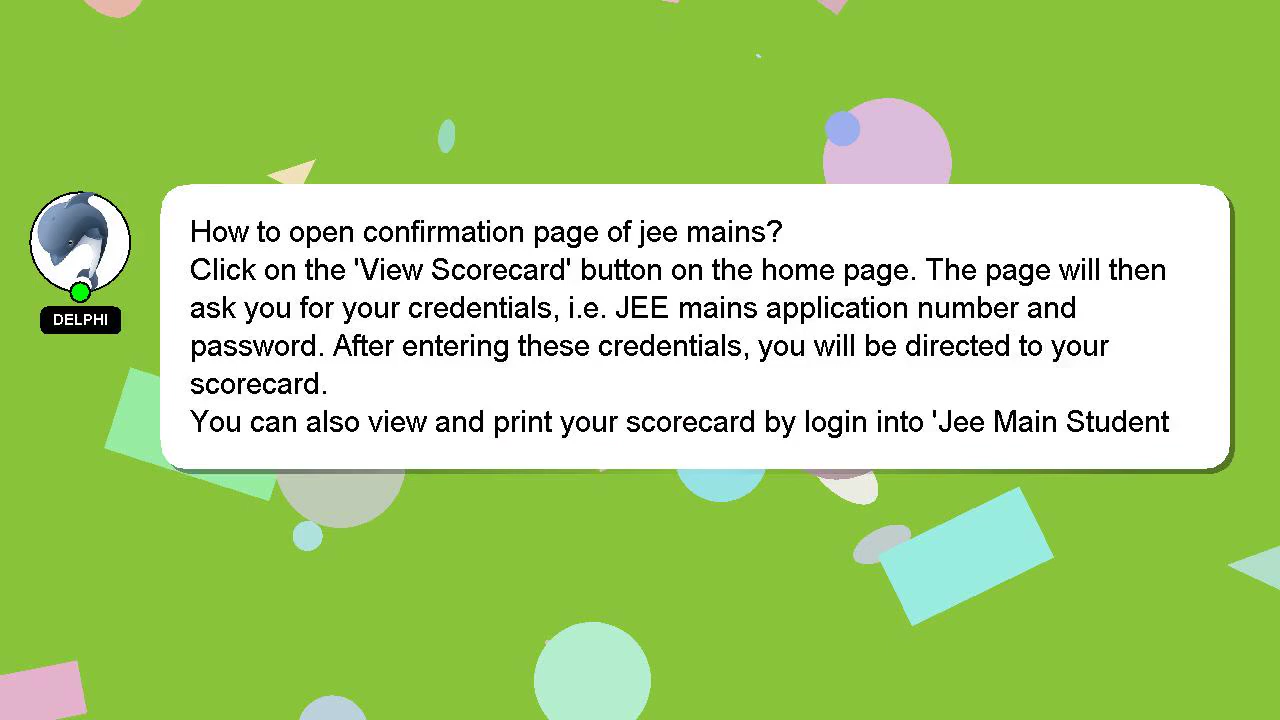 DELPHI
How to open confirmation page of jee mains?
Click on the 'View Scorecard' button on the home page. The page will then
ask you for your credentials, i.e. JEE mains application number and
password. After entering these credentials, you will be directed to your
scorecard.
You can also view and print your scorecard by login into 'Jee Main Student